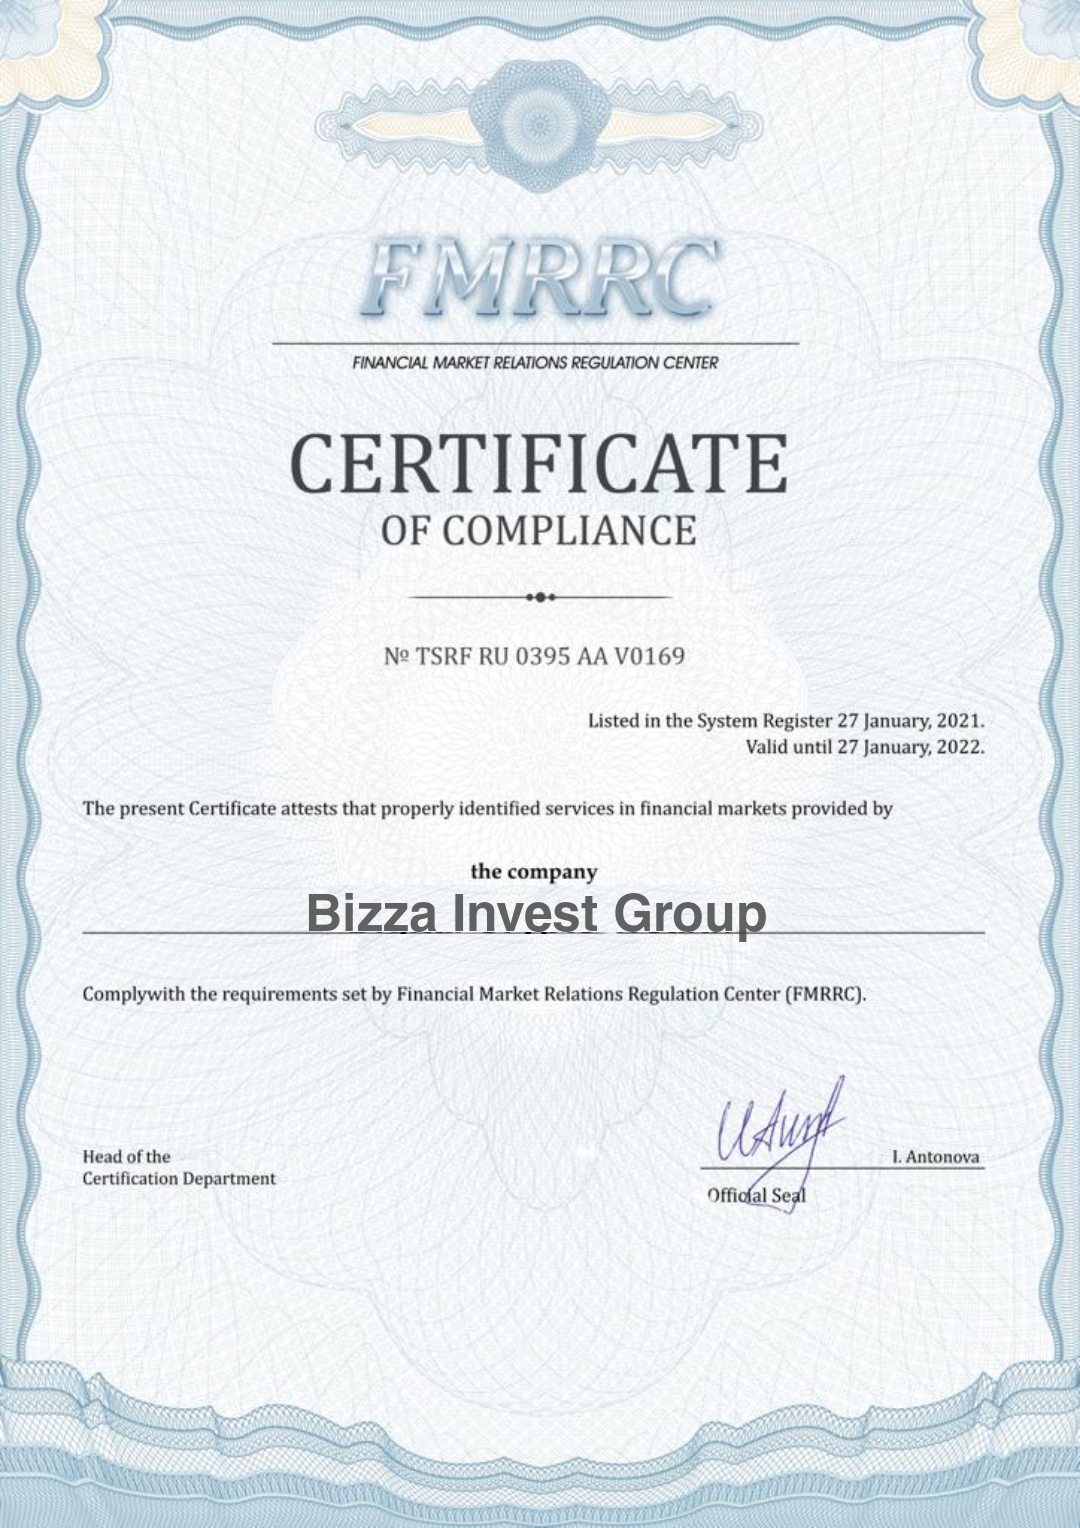 FMRRC
FINANCIAL MARKET RELATIONS REGULATION CENTER
CERTIFICATE
OF COMPLIANCE
№ TSRF RU 0395 AA V0169
Listed in the System Register 27 January, 2021.
Valid until 27 January, 2022.
The present Certificate attests that properly identified services in financial markets provided by
the company
Bizza Invest Group
Complywith the requirements set by Financial Market Relations Regulation Center (FMRRC).
Head of the
Certification Department
I. Antonova
Official Seal